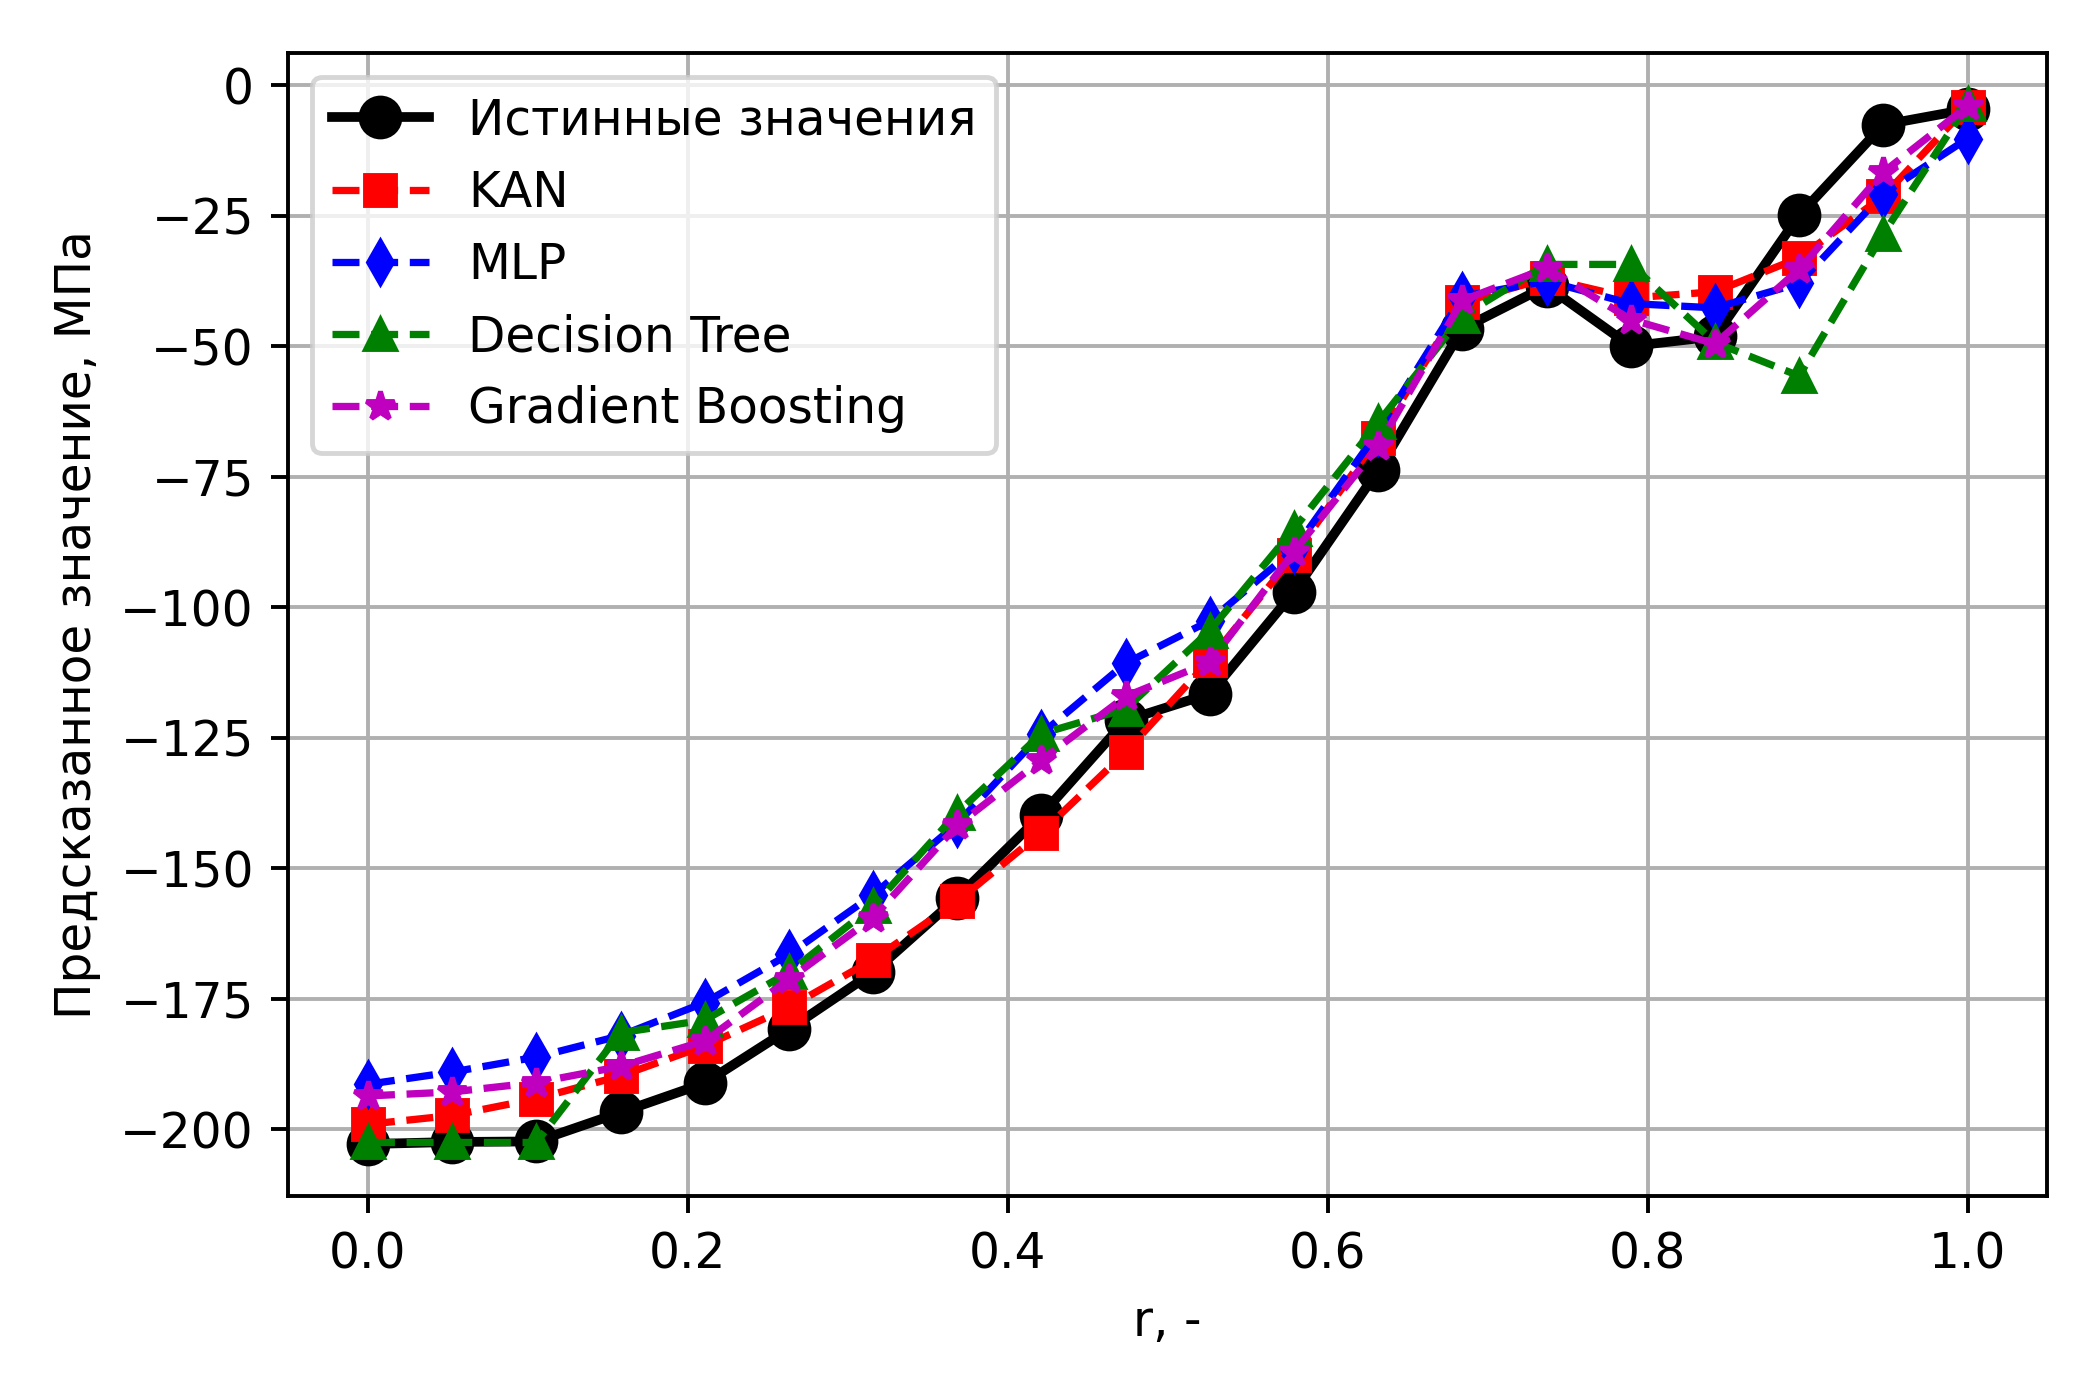 Истинные значения
KAN
MLP
Decision Tree
Gradient Boosting
Предсказанное значение, МПа
0
−25
−50
−75
−100
−125
−150
−175
−200
0.0 0.2 0.4 0.6 0.8 1.0
r, -